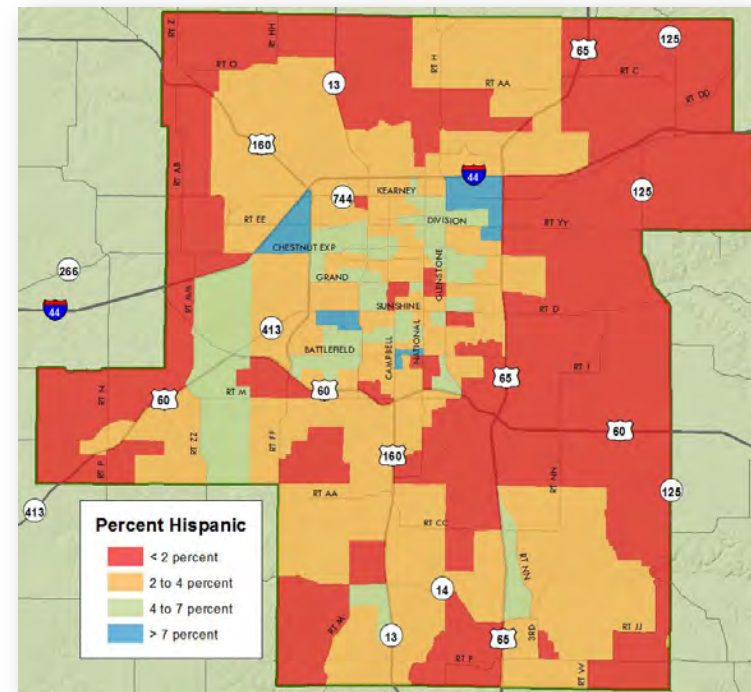 RT Z
RT HH
RT O
13
RT H
RT AA
65
125
RT C
RT DD
160
RT AB
44
KEARNEY
744
125
RT EE
DIVISION
RT YY
CHESTNUT EXP
266
GRAND
GLENSTONE
44
RT MM
SUNSHINE
RT D
413
NATIONAL
BATTLEFIELD
CAMPBELL
RT J
65
RT N
60
RT M
60
60
RT ZZ
RT FF
160
RT P
RT NN
413
RT AA
125
RT CC
RT NN
14
RT M
13
65
3RD
RT JJ
RT P
RT W
Percent Hispanic
< 2 percent
2 to 4 percent
4 to 7 percent
> 7 percent